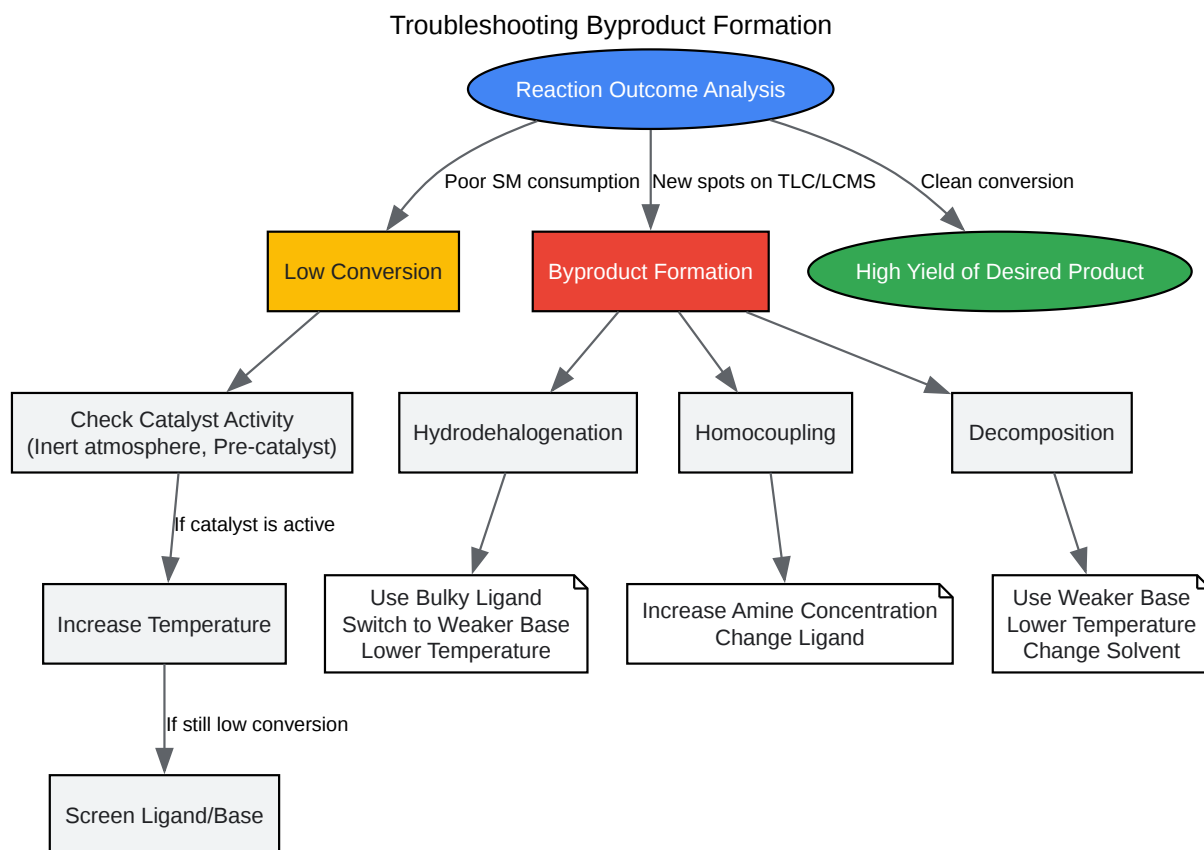 Troubleshooting Byproduct Formation
Reaction Outcome Analysis
Poor SM consumption
New spots on TLC/LCMS
Clean conversion
Low Conversion
Byproduct Formation
High Yield of Desired Product
Check Catalyst Activity
(Inert atmosphere, Pre-catalyst)
Hydrodehalogenation
Homocoupling
Decomposition
If catalyst is active
Increase Temperature
Use Bulky Ligand
Switch to Weaker Base
Lower Temperature
Increase Amine Concentration
Change Ligand
Use Weaker Base
Lower Temperature
Change Solvent
If still low conversion
Screen Ligand/Base